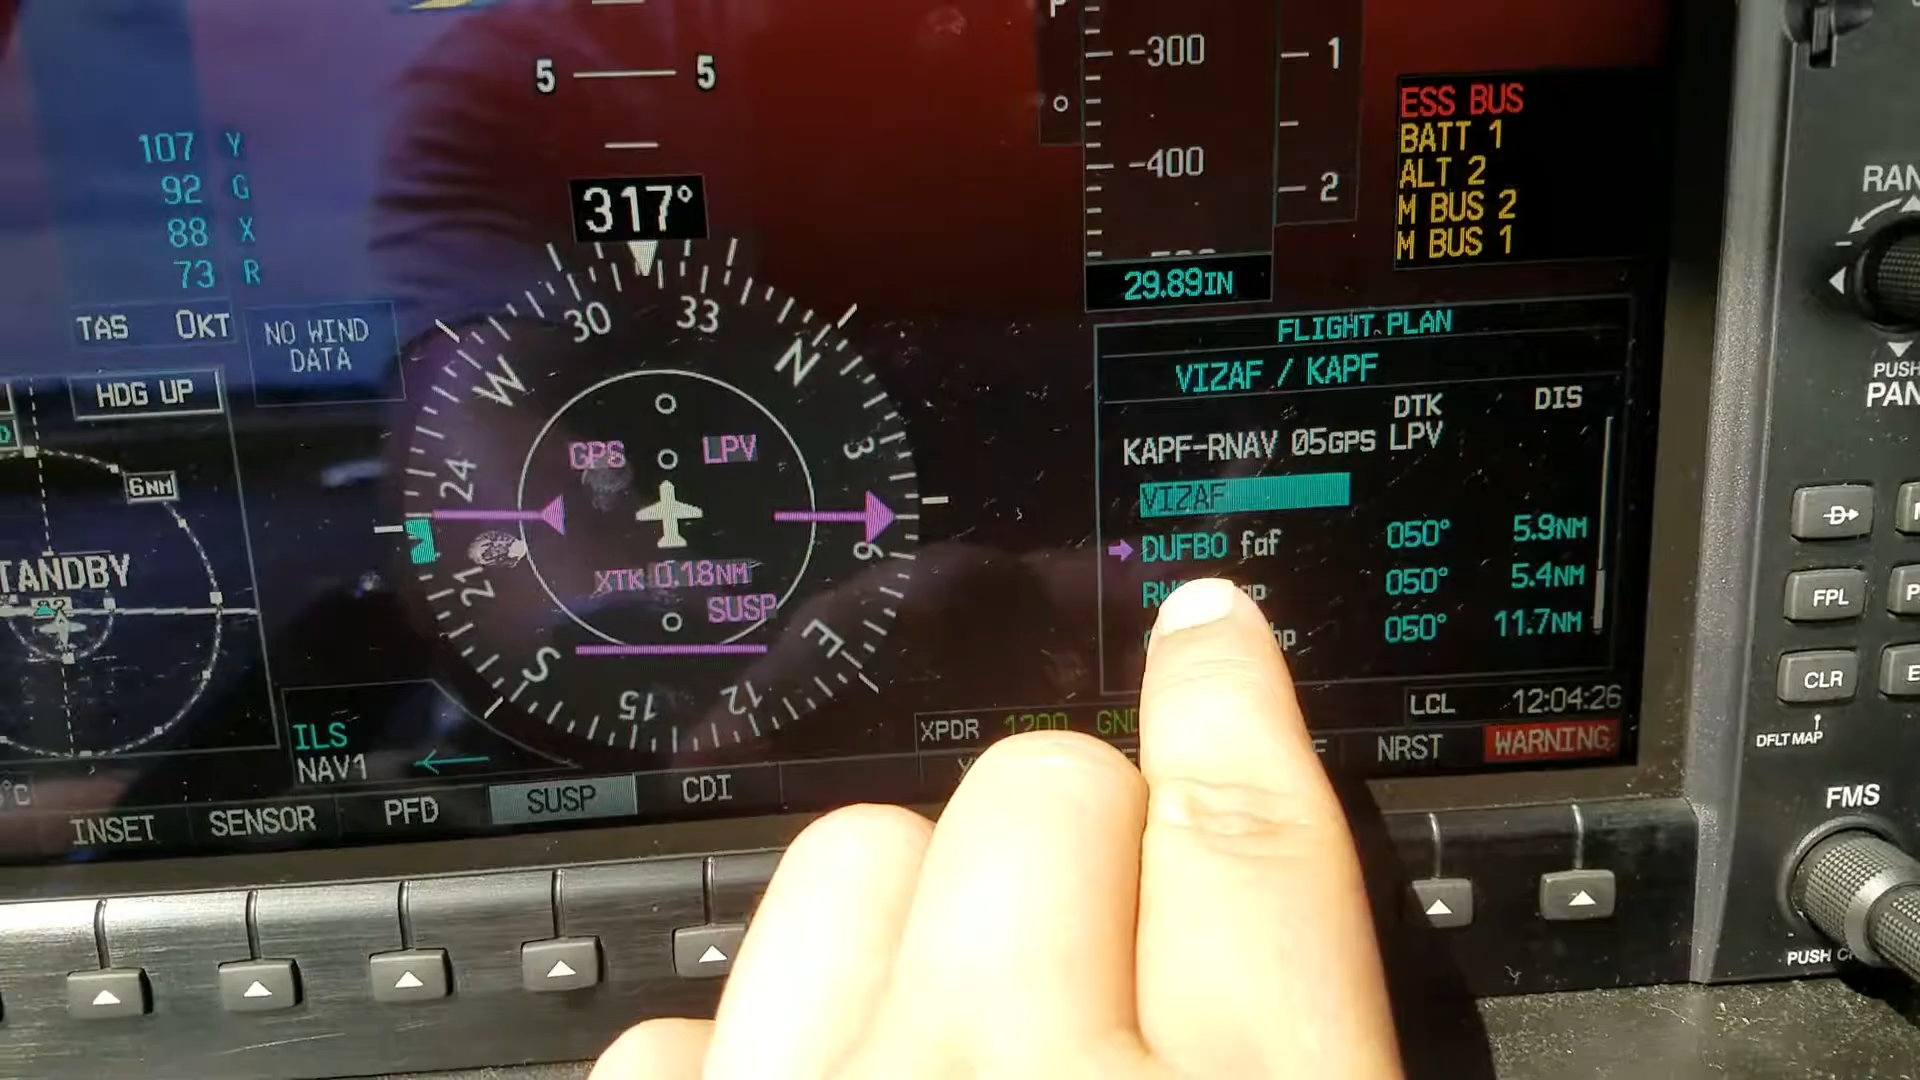 5 5
-300
-400
1
2
ESS BUS
BATT 1
ALT 2
M BUS 2
M BUS 1
107 Y
92 G
88 X
73 R
317°
29.89IN
TAS 0KT
NO WIND
DATA
HDG UP
6NM
TANDBY
30 33 N 3 6 E 12 15 S 21 24 W
GPS LPV
XTK 0.18NM
SUSP
FLIGHT PLAN
VIZAF / KAPF
DTK DIS
KAPF-RNAV 05GPS LPV
VIZAF
DUFBO faf 050° 5.9NM
050° 5.4NM
050° 11.7NM
LCL 12:04:26
XPDR 1200 GND
ILS
NAV1
INSET SENSOR PFD SUSP CDI NRST WARNING
RAN
PUSH
PAN
D
FPL
CLR
DFLT MAP
FMS
PUSH C